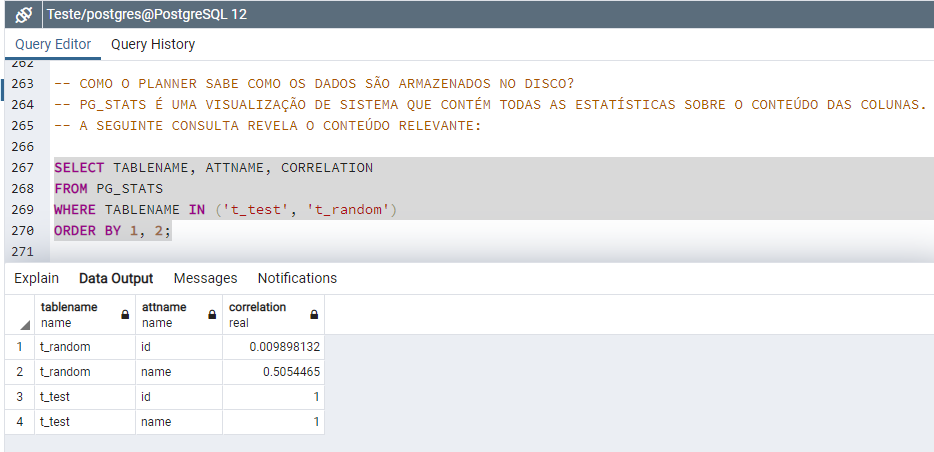 Teste/postgres@PostgreSQL 12
Query Editor Query History
262
263 -- COMO O PLANNER SABE COMO OS DADOS SÃO ARMAZENADOS NO DISCO?
264 -- PG_STATS É UMA VISUALIZAÇÃO DE SISTEMA QUE CONTÉM TODAS AS ESTATÍSTICAS SOBRE O CONTEÚDO DAS COLUNAS.
265 -- A SEGUINTE CONSULTA REVELA O CONTEÚDO RELEVANTE:
266
267 SELECT TABLENAME, ATTNAME, CORRELATION
268 FROM PG_STATS
269 WHERE TABLENAME IN ('t_test', 't_random')
270 ORDER BY 1, 2;
271
Explain Data Output Messages Notifications
tablename attname correlation
name name real
1 t_random id 0.009898132
2 t_random name 0.5054465
3 t_test id 1
4 t_test name 1